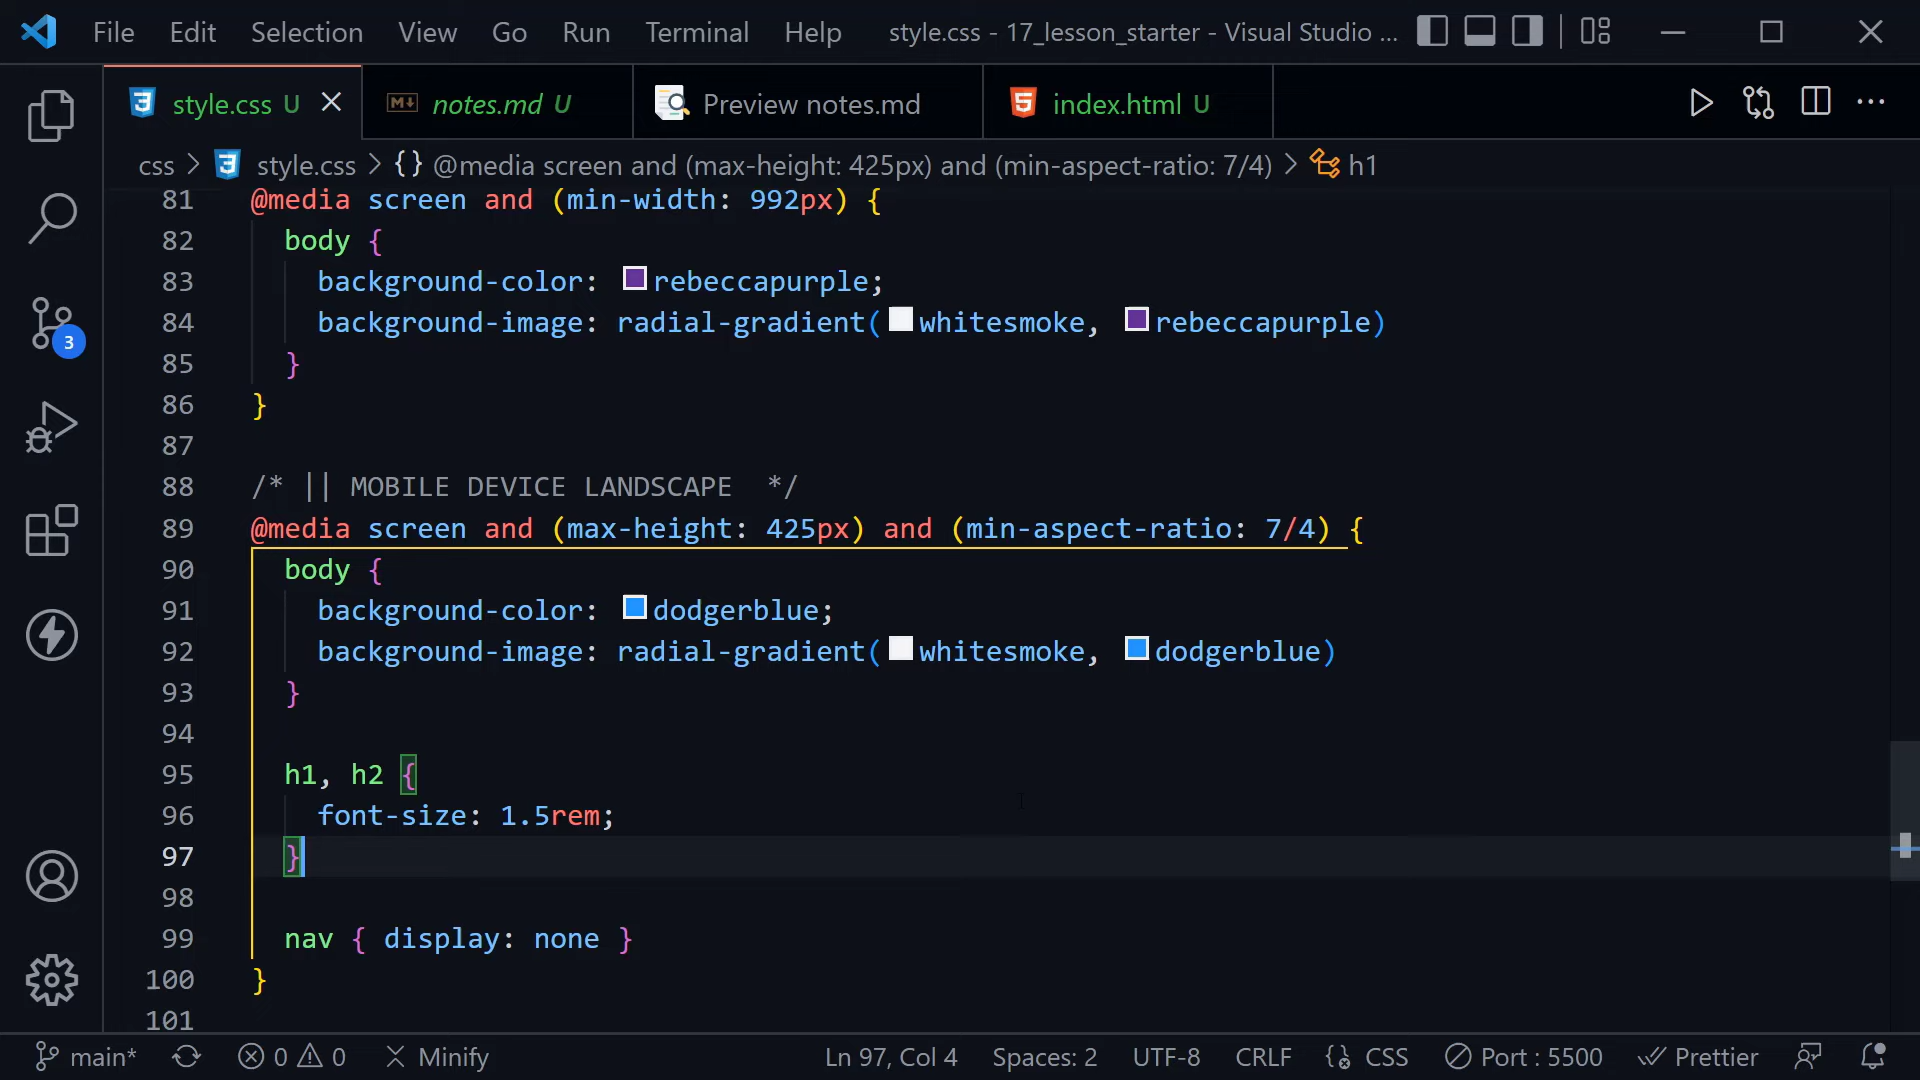 File Edit Selection View Go Run Terminal Help style.css - 17_lesson_starter - Visual Studio ...
style.css U notes.md U Preview notes.md index.html U
css > style.css > {} @media screen and (max-height: 425px) and (min-aspect-ratio: 7/4) > h1
81 @media screen and (min-width: 992px) {
82 body {
83 background-color: rebeccapurple;
84 background-image: radial-gradient( whitesmoke, rebeccapurple)
85 }
86 }
87
88 /* || MOBILE DEVICE LANDSCAPE  */
89 @media screen and (max-height: 425px) and (min-aspect-ratio: 7/4) {
90 body {
91 background-color: dodgerblue;
92 background-image: radial-gradient( whitesmoke, dodgerblue)
93 }
94
95 h1, h2 {
96 font-size: 1.5rem;
97 }
98
99 nav { display: none }
100 }
101
3
main* 0 0 Minify Ln 97, Col 4 Spaces: 2 UTF-8 CRLF CSS Port : 5500 Prettier